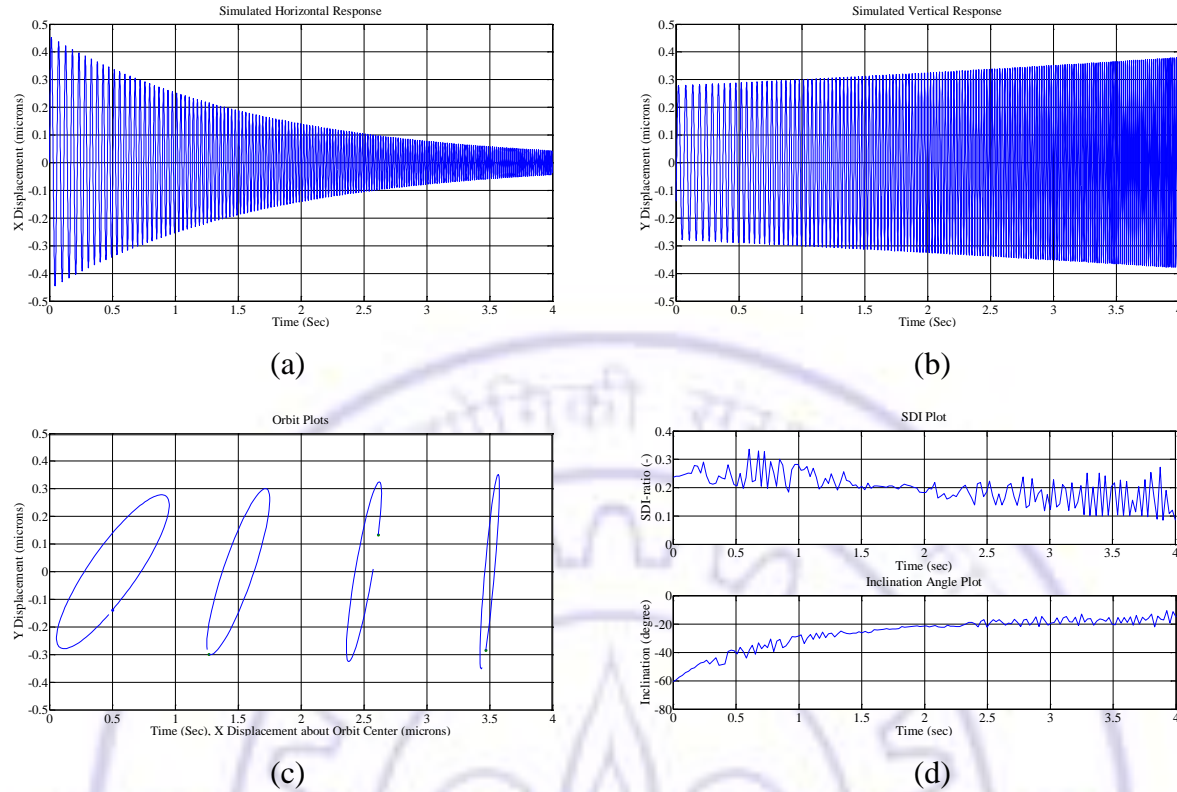 Simulated Horizontal Response
0.5
0.4
0.3
0.2
0.1
0
-0.1
-0.2
-0.3
-0.4
-0.5
X Displacement (microns)
0 0.5 1 1.5 2 2.5 3 3.5 4
Time (Sec)
(a)
Simulated Vertical Response
0.5
0.4
0.3
0.2
0.1
0
-0.1
-0.2
-0.3
-0.4
-0.5
Y Displacement (microns)
0 0.5 1 1.5 2 2.5 3 3.5 4
Time (Sec)
(b)
Orbit Plots
0.5
0.4
0.3
0.2
0.1
0
-0.1
-0.2
-0.3
-0.4
-0.5
Y Displacement (microns)
0 0.5 1 1.5 2 2.5 3 3.5 4
Time (Sec), X Displacement about Orbit Center (microns)
(c)
SDI Plot
0.4
0.3
0.2
0.1
0
SDI-ratio (-)
0 0.5 1 1.5 2 2.5 3 3.5 4
Time (sec)
Inclination Angle Plot
0
-20
-40
-60
-80
Inclination (degree)
0 0.5 1 1.5 2 2.5 3 3.5 4
Time (sec)
(d)